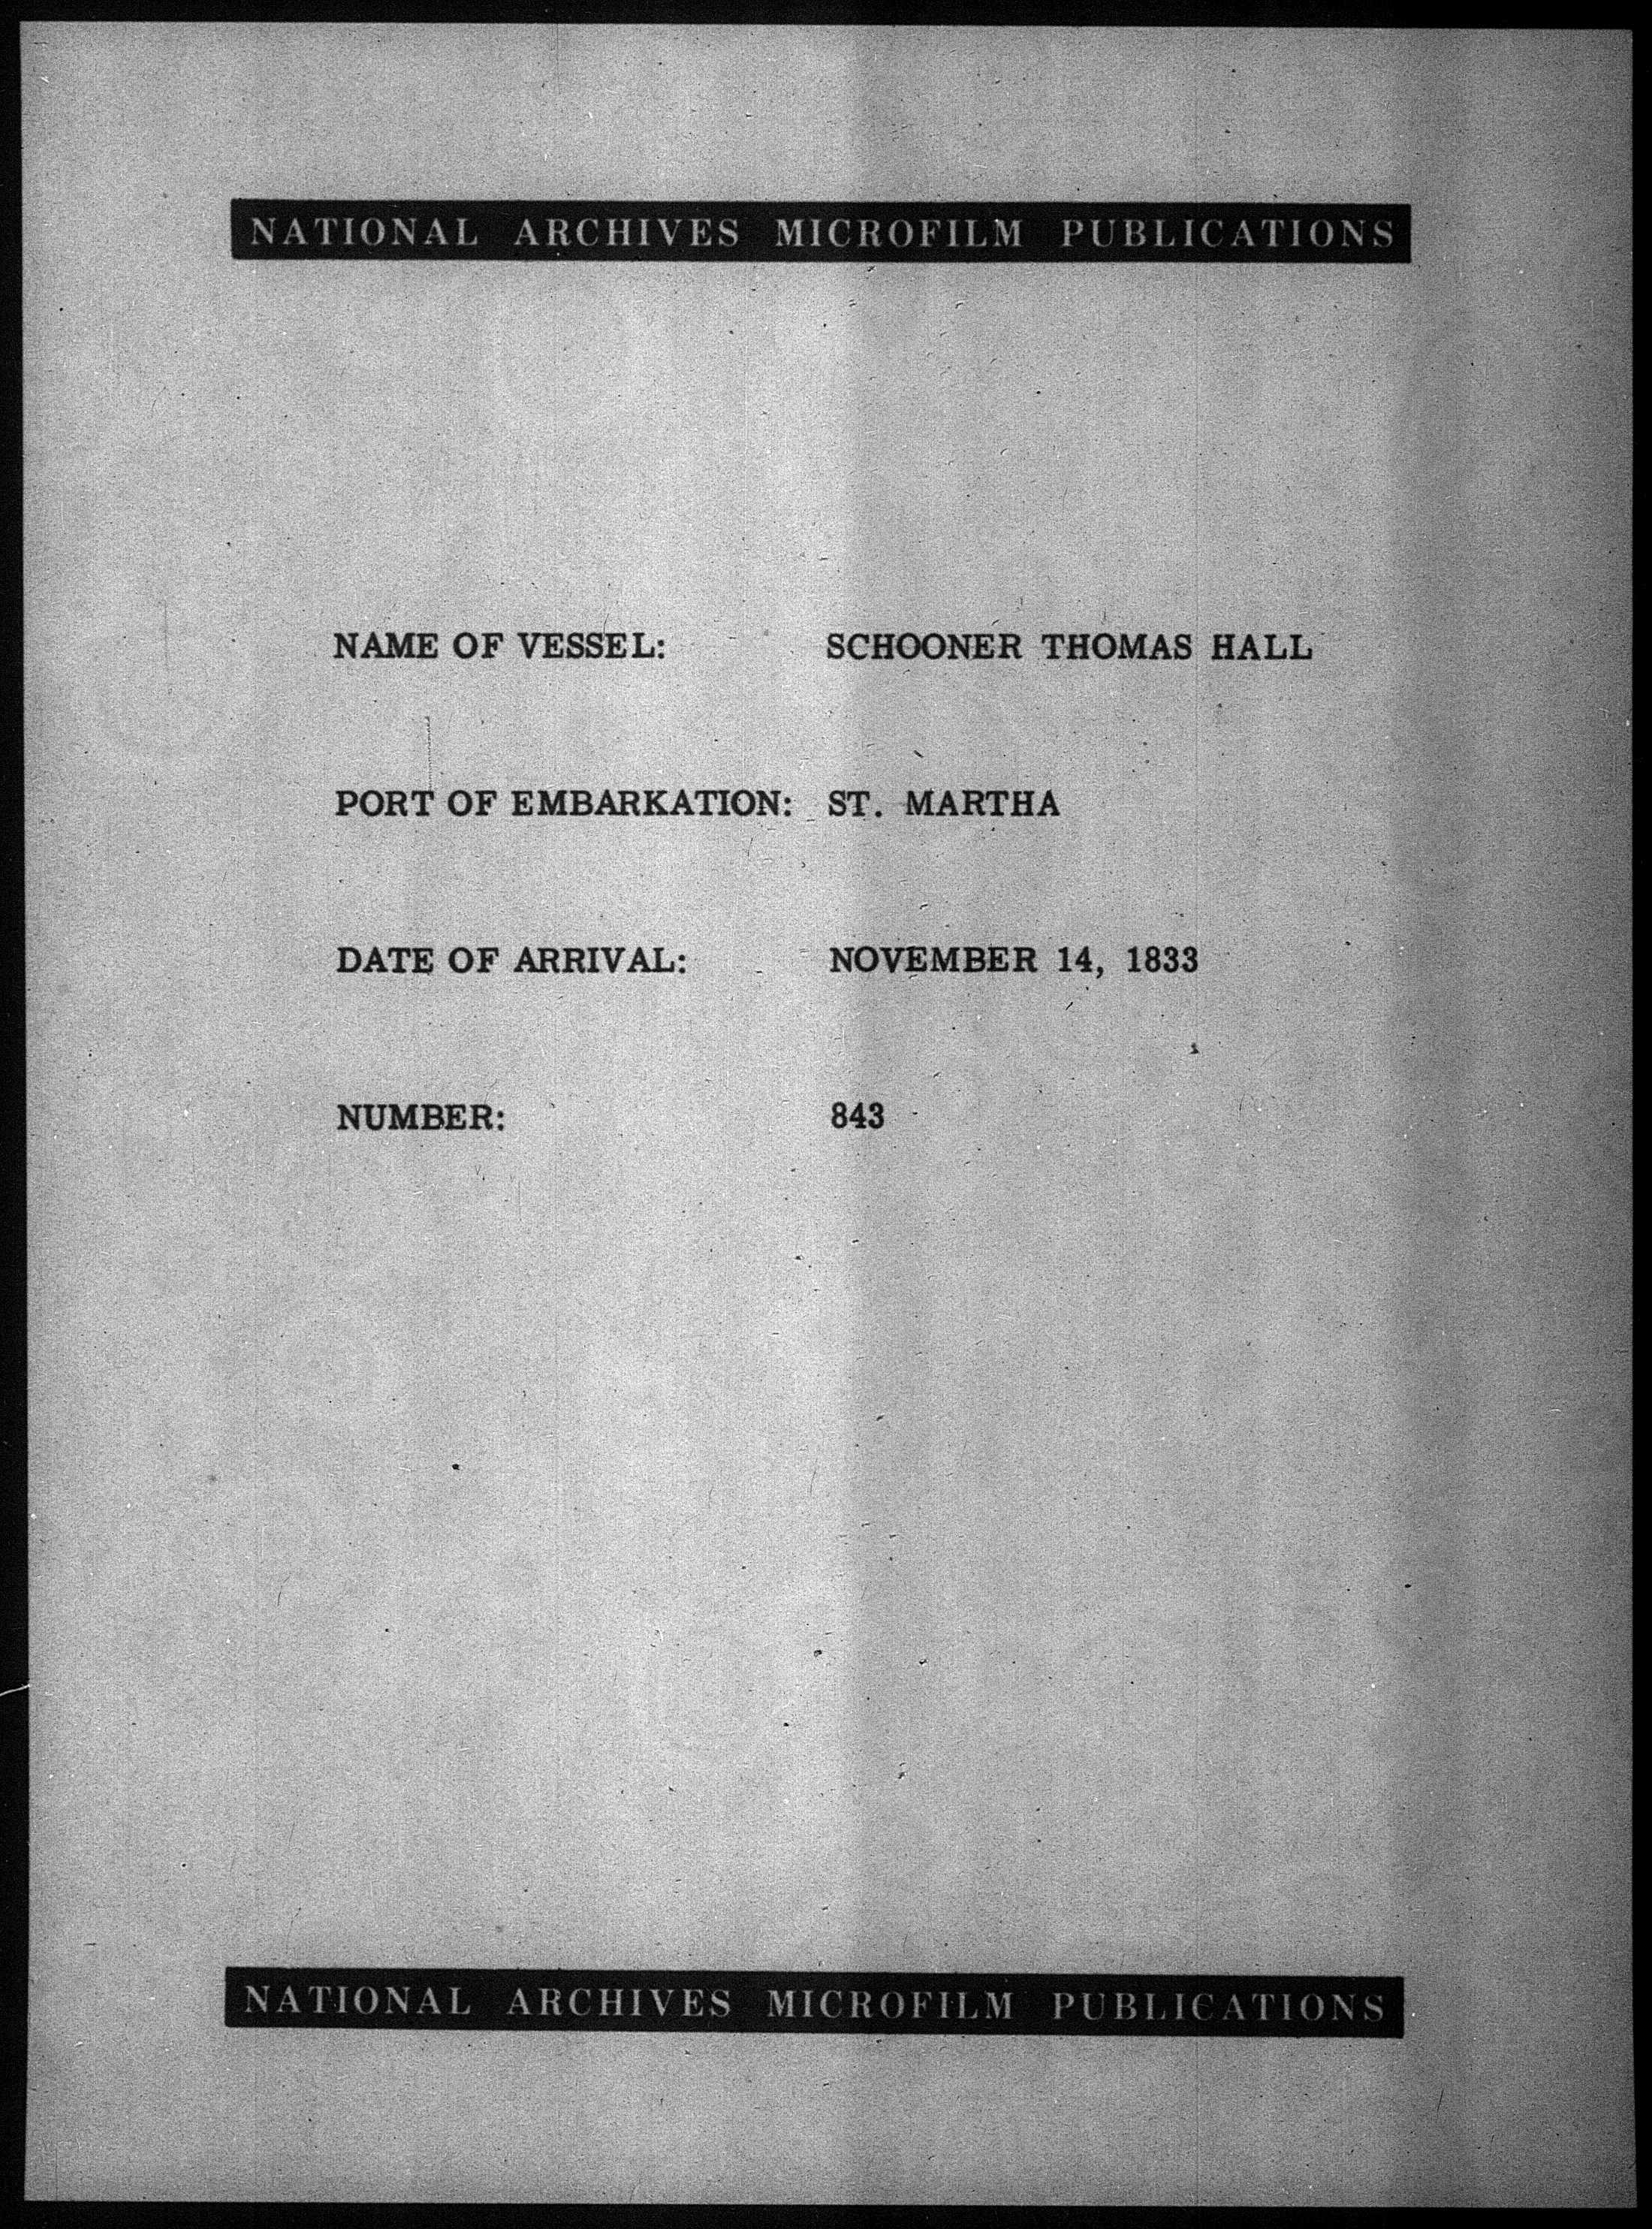 NATIONAL ARCHIVES MICROFILM PUBLICATIONS
NAME OF VESSEL: SCHOONER THOMAS HALL
PORT OF EMBARKATION: ST. MARTHA
DATE OF ARRIVAL: NOVEMBER 14, 1833
NUMBER: 843
NATIONAL ARCHIVES MICROFILM PUBLICATIONS